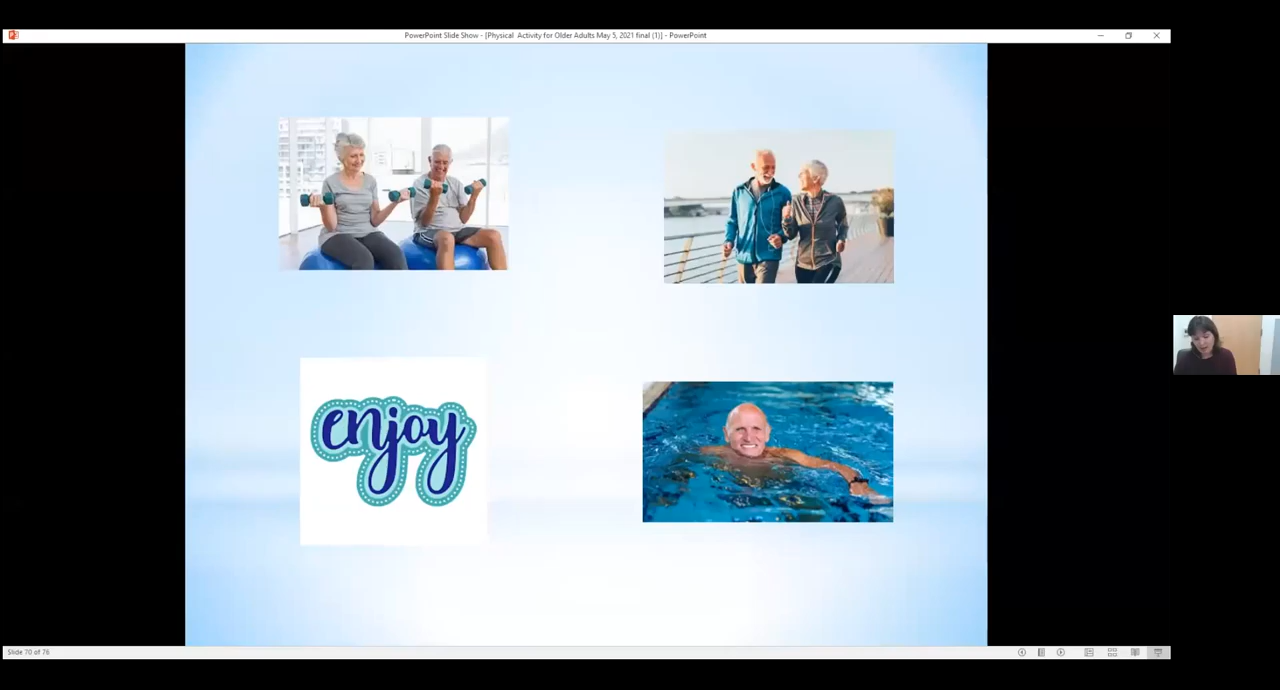 PowerPoint Slide Show - [Physical  Activity for Older Adults May 5, 2021 final (1)] - PowerPoint
enjoy
Slide 70 of 76